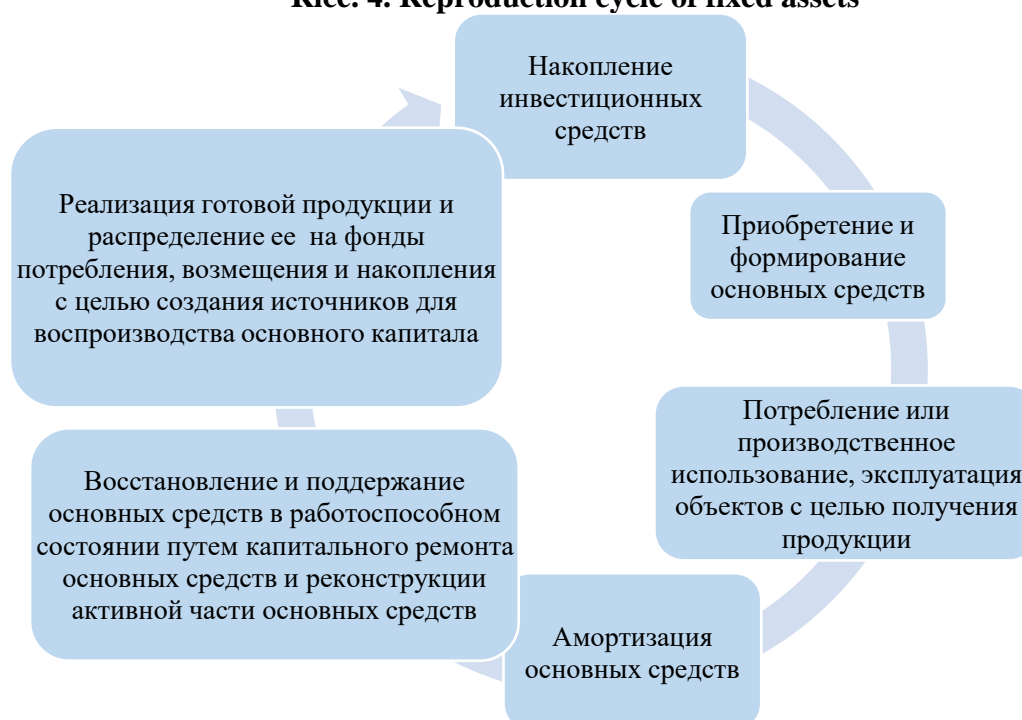 Rice. 4. Reproduction cycle of fixed assets
Накопление
инвестиционных
средств
Приобретение и
формирование
основных средств
Потребление или
производственное
использование, эксплуатация
объектов с целью получения
продукции
Амортизация
основных средств
Восстановление и поддержание
основных средств в работоспособном
состоянии путем капитального ремонта
основных средств и реконструкции
активной части основных средств
Реализация готовой продукции и
распределение ее на фонды
потребления, возмещения и накопления
с целью создания источников для
воспроизводства основного капитала